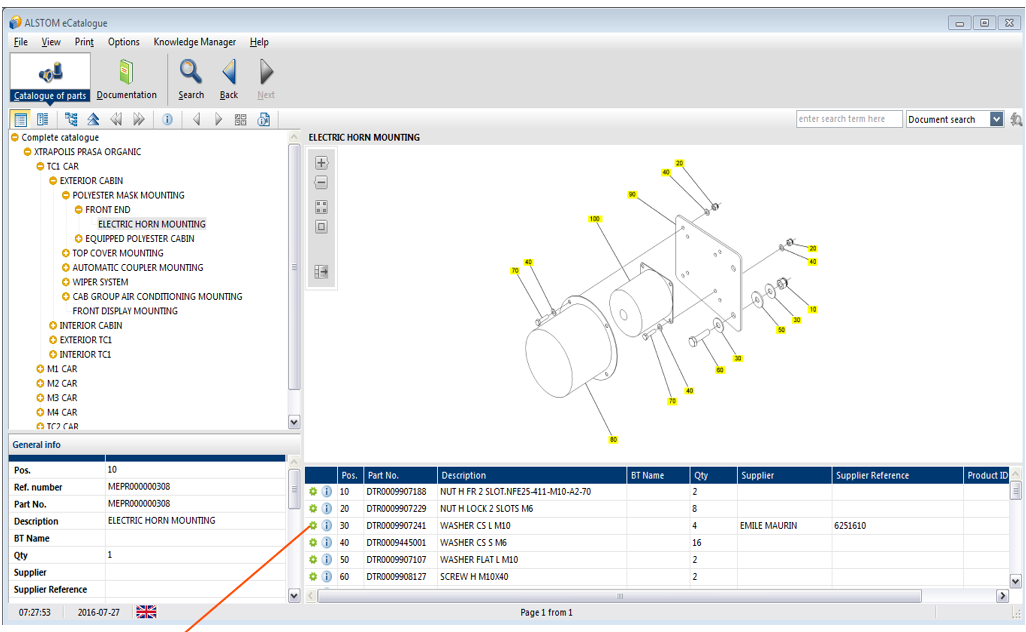 ALSTOM eCatalogue
File View Print Options Knowledge Manager Help
Catalogue of parts Documentation Search Back Next
enter search term here Document search
Complete catalogue
XTRAPOLIS PRASA ORGANIC
TC1 CAR
EXTERIOR CABIN
POLYESTER MASK MOUNTING
FRONT END
ELECTRIC HORN MOUNTING
EQUIPPED POLYESTER CABIN
TOP COVER MOUNTING
AUTOMATIC COUPLER MOUNTING
WIPER SYSTEM
CAB GROUP AIR CONDITIONING MOUNTING
FRONT DISPLAY MOUNTING
INTERIOR CABIN
EXTERIOR TC1
INTERIOR TC1
M1 CAR
M2 CAR
M3 CAR
M4 CAR
TC2 CAR
ELECTRIC HORN MOUNTING
20
40
90
100
20
40
40
70
10
30
50
30
60
40
70
80
General info
Pos. 10
Ref. number MEPR000000308
Part No. MEPR000000308
Description ELECTRIC HORN MOUNTING
BT Name
Qty 1
Supplier
Supplier Reference
Pos. Part No. Description BT Name Qty Supplier Supplier Reference Product ID
10 DTR0009907188 NUT H FR 2 SLOT.NFE25-411-M10-A2-70 2
20 DTR0009907229 NUT H LOCK 2 SLOTS M6 8
30 DTR0009907241 WASHER CS L M10 4 EMILE MAURIN 6251610
40 DTR0009445001 WASHER CS S M6 16
50 DTR0009907107 WASHER FLAT L M10 2
60 DTR0009908127 SCREW H M10X40 2
07:27:53 2016-07-27 Page 1 from 1